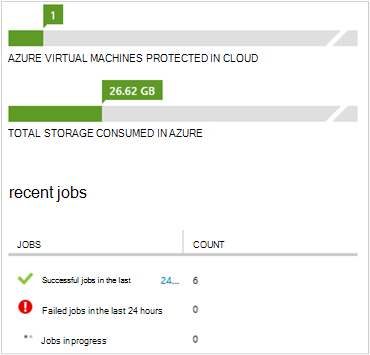 1
AZURE VIRTUAL MACHINES PROTECTED IN CLOUD
26.62 GB
TOTAL STORAGE CONSUMED IN AZURE
recent jobs
JOBS COUNT
Successful jobs in the last 24... 6
Failed jobs in the last 24 hours 0
Jobs in progress 0